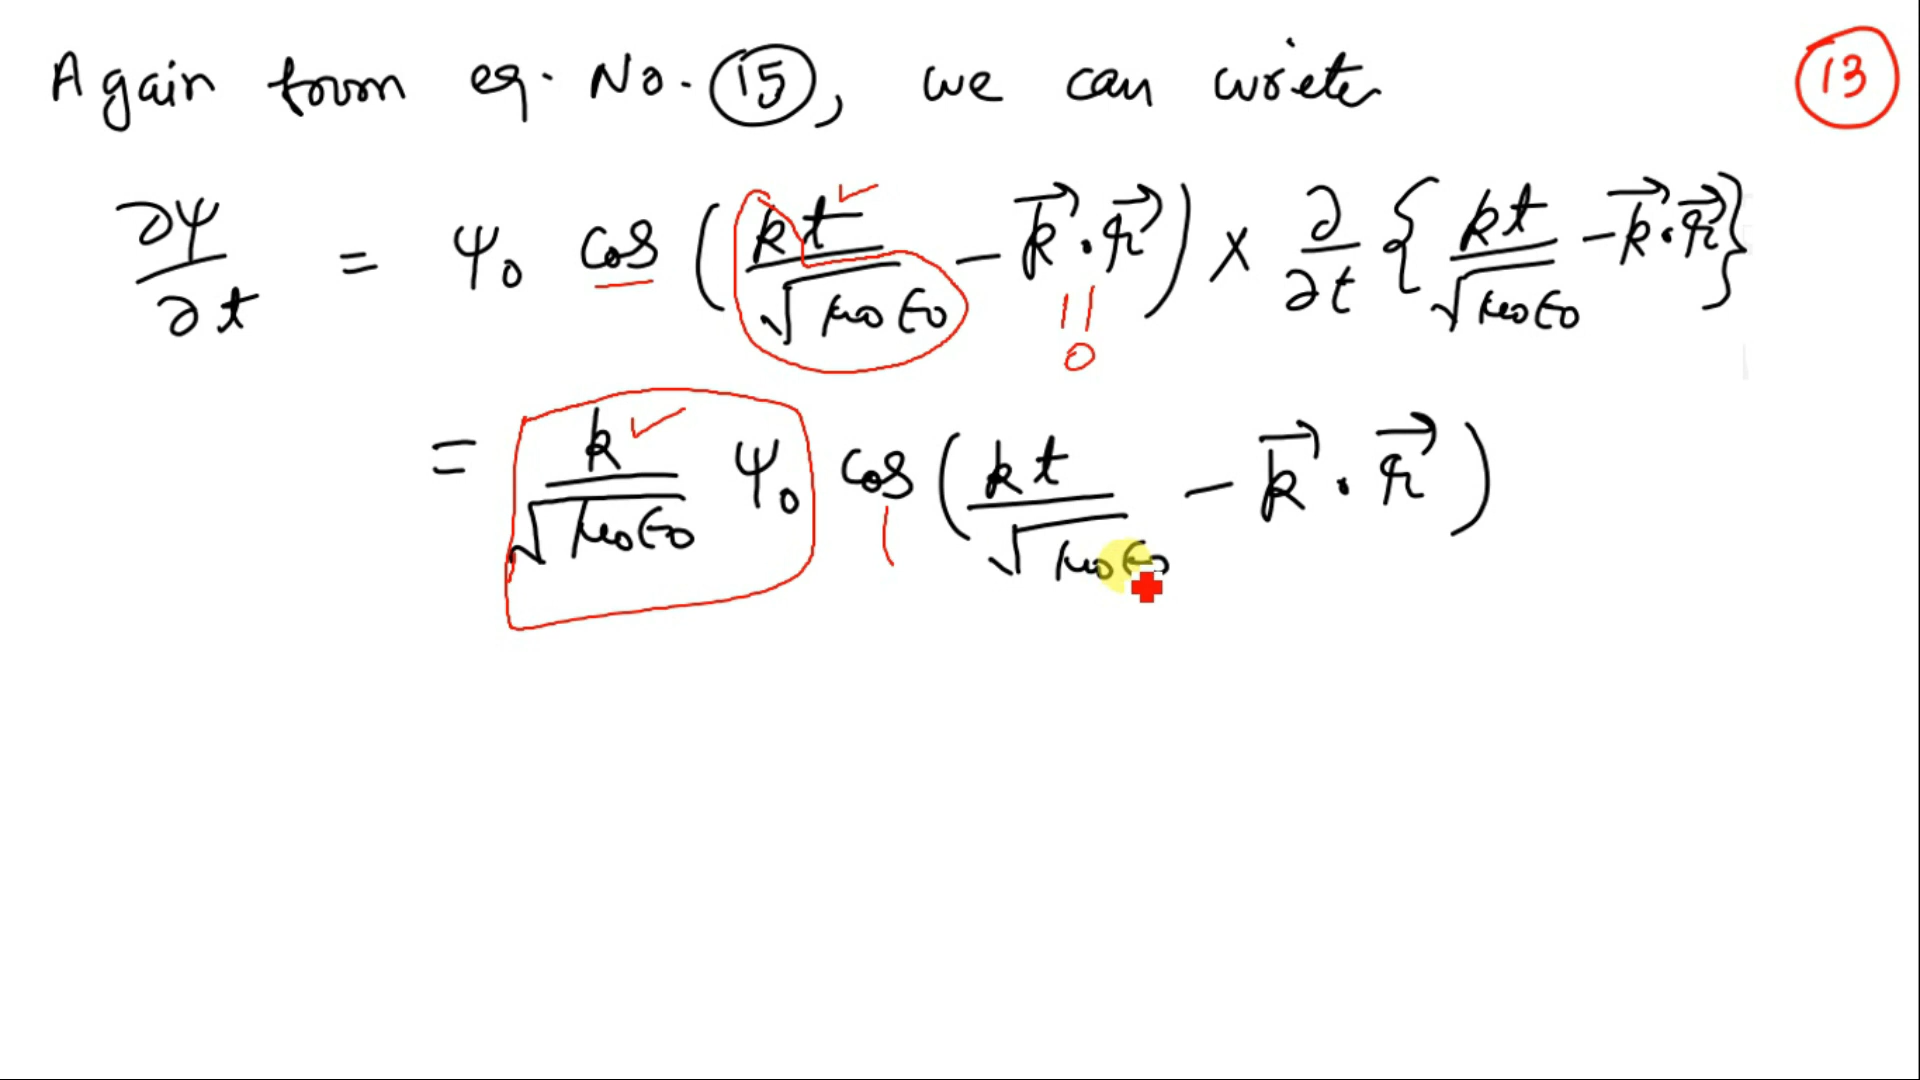 Again from eq. No. (15), we can write (13)
∂ψ/∂t = ψ₀ cos (kt/√μ₀ε₀ − k⃗ · r⃗) × ∂/∂t {kt/√μ₀ε₀ − k⃗ · r⃗}
|| 0
= k/√μ₀ε₀ ψ₀ cos (kt/√μ₀ε₀ − k⃗ · r⃗)